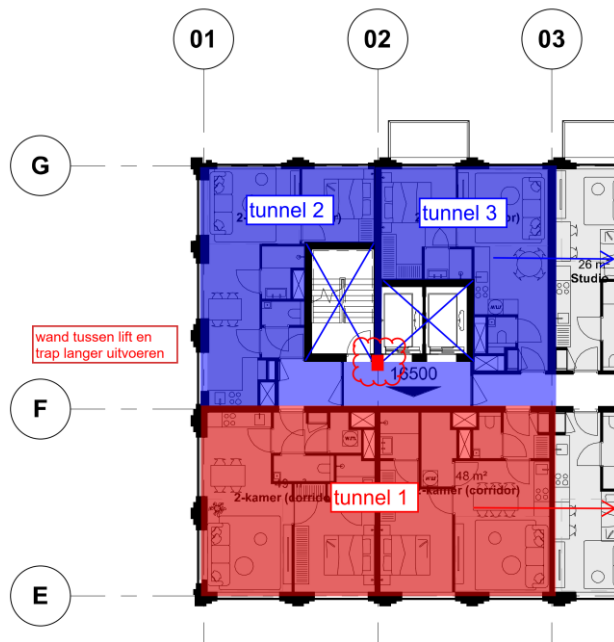 01
02
03
G
tunnel 2
tunnel 3
26 m²
Studio
wand tussen lift en
trap langer uitvoeren
16500
F
48 m²
2-kamer (corridor)
2-kamer (corridor)
tunnel 1
E